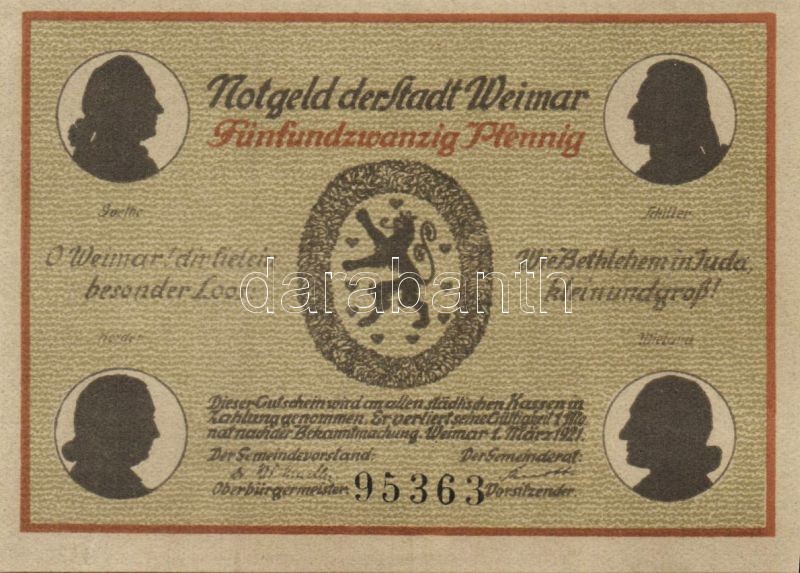 Notgeld der Stadt Weimar
Fünfundzwanzig Pfennig
Goethe
Schiller
O Weimar! dir fiel ein
besonder Loos
Wie Bethlehem in Juda,
klein und groß!
darabanth
Herder
Wieland
Dieser Gutschein wird an allen städtischen Kassen in
Zahlung genommen. Er verliert seine Gültigkeit 1 Mo-
nat nach der Bekanntmachung. Weimar 1. März 1921.
Der Gemeindevorstand:
Der Gemeinderat:
Oberbürgermeister.
95363
Vorsitzender.